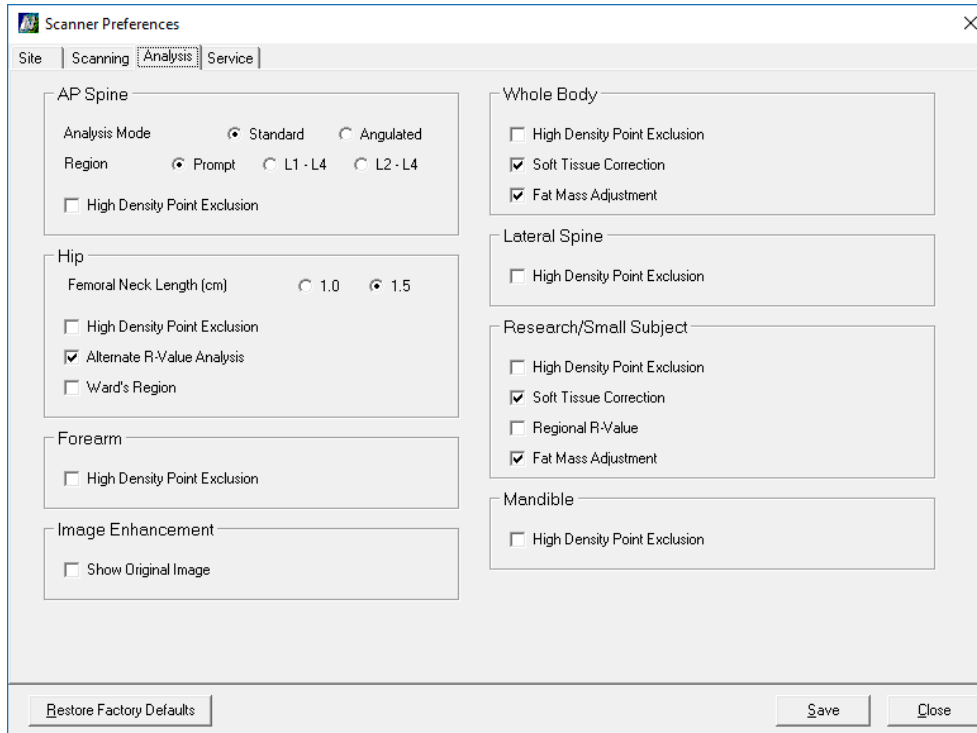 Scanner Preferences
Site Scanning Analysis Service
AP Spine
Analysis Mode Standard Angulated
Region Prompt L1 - L4 L2 - L4
High Density Point Exclusion
Hip
Femoral Neck Length (cm) 1.0 1.5
High Density Point Exclusion
Alternate R-Value Analysis
Ward's Region
Forearm
High Density Point Exclusion
Image Enhancement
Show Original Image
Whole Body
High Density Point Exclusion
Soft Tissue Correction
Fat Mass Adjustment
Lateral Spine
High Density Point Exclusion
Research/Small Subject
High Density Point Exclusion
Soft Tissue Correction
Regional R-Value
Fat Mass Adjustment
Mandible
High Density Point Exclusion
Restore Factory Defaults Save Close